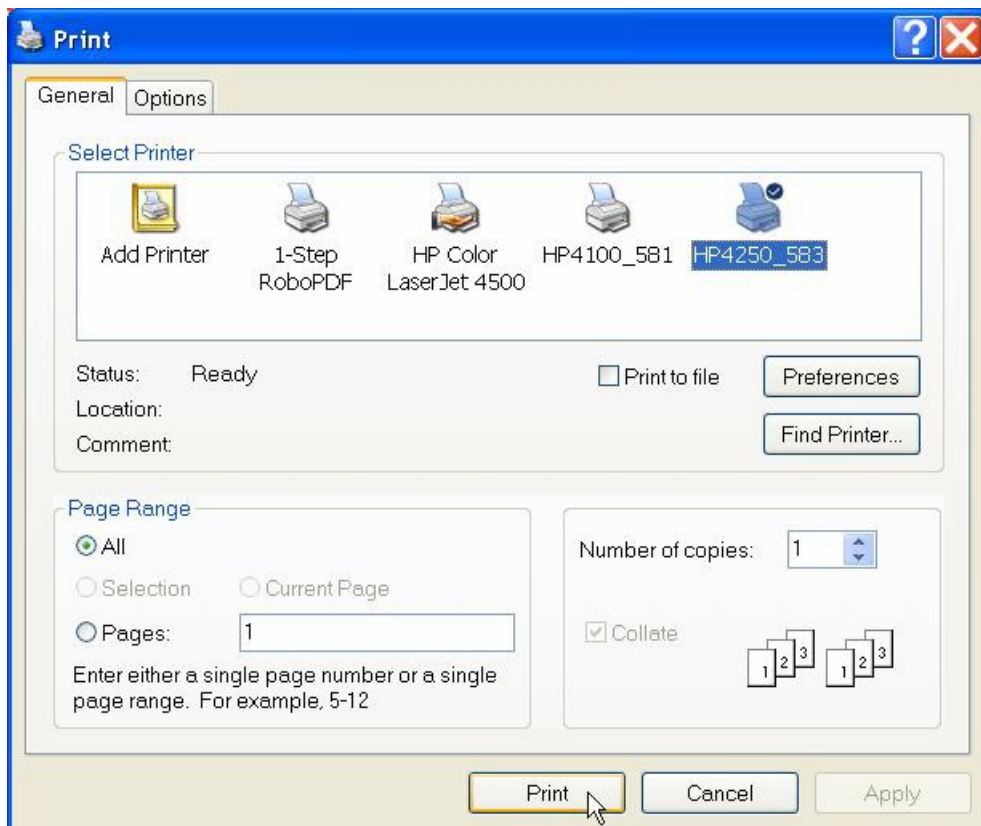 Print
General
Options
Select Printer
Add Printer
1-Step
RoboPDF
HP Color
LaserJet 4500
HP4100_581
HP4250_583
Status: Ready
Print to file
Preferences
Location:
Comment:
Find Printer...
Page Range
All
Selection
Current Page
Pages: 1
Enter either a single page number or a single
page range. For example, 5-12
Number of copies: 1
Collate
1 2 3 1 2 3
Print
Cancel
Apply